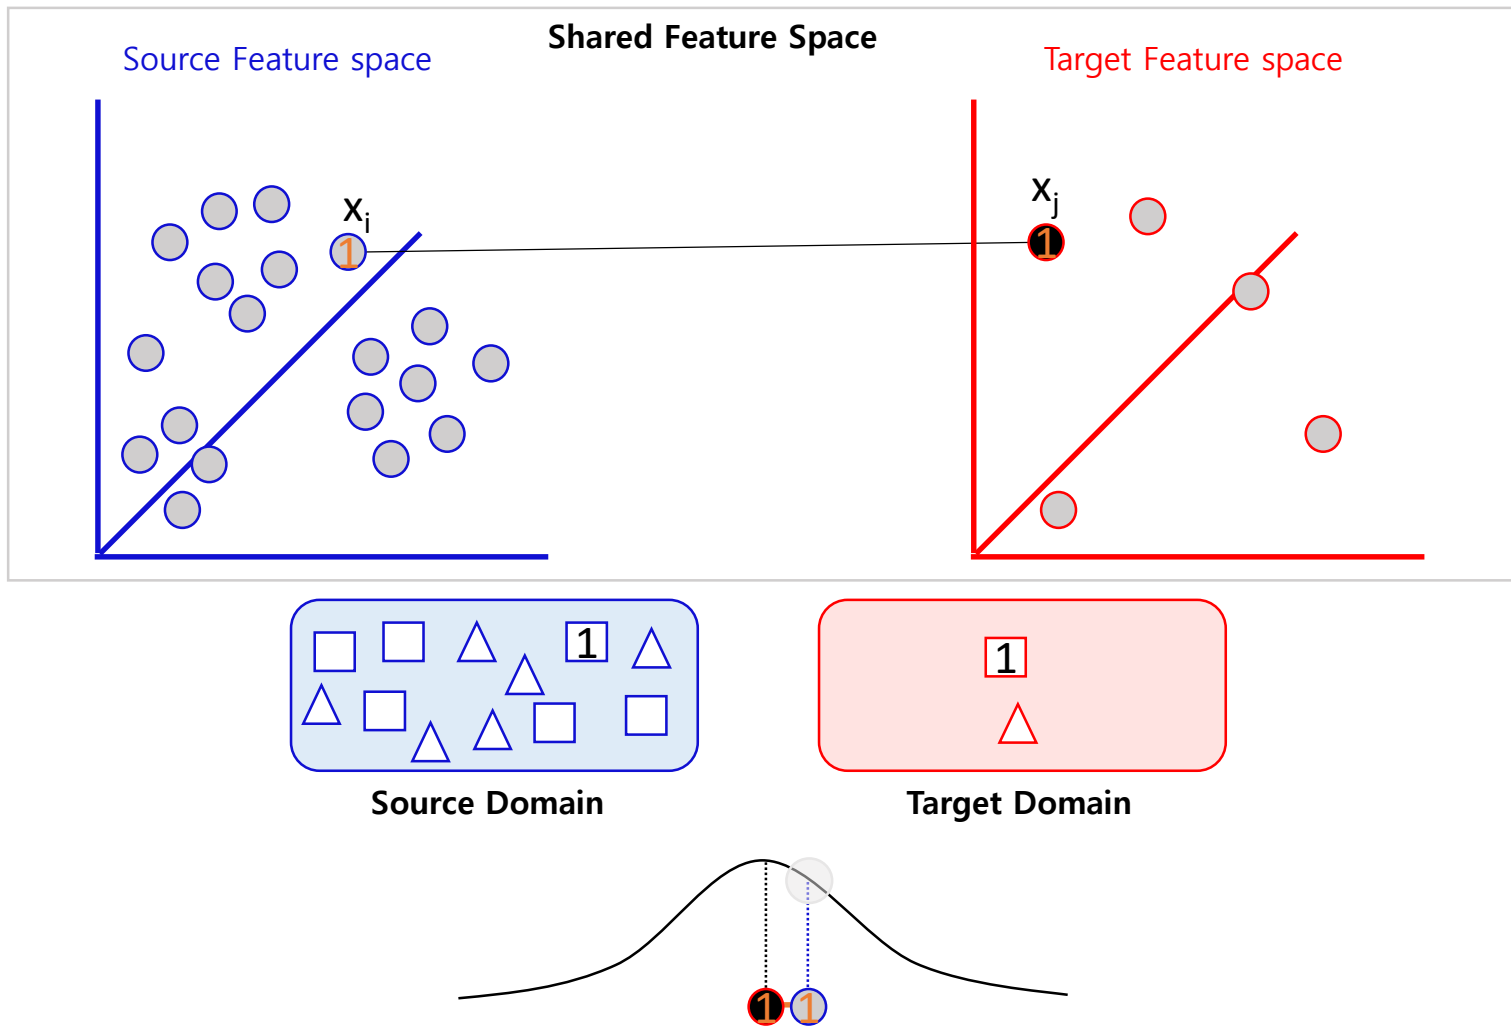 Shared Feature Space
Source Feature space
Target Feature space
xi
xj
1
1
1
1
Source Domain
Target Domain
1
1